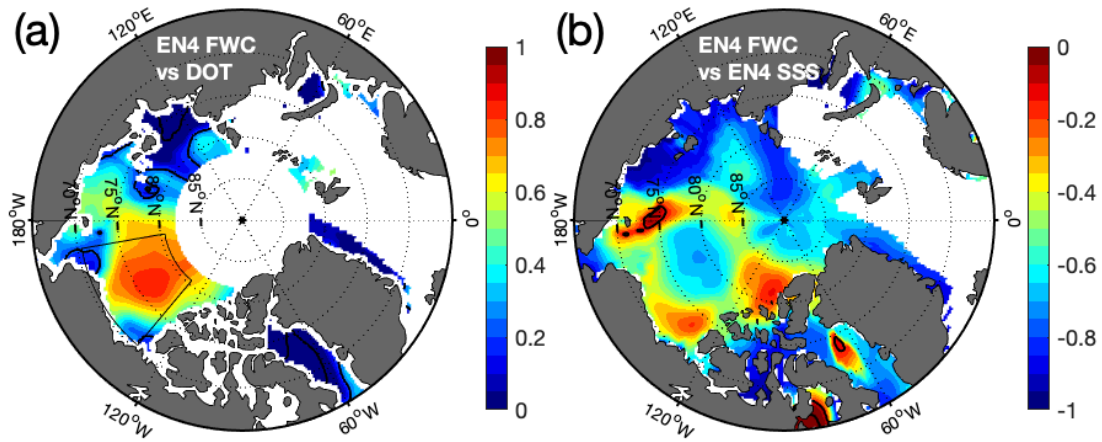 (a)
EN4 FWC
vs DOT
120°E
60°E
180°W
0°
120°W
60°W
70°N
75°N
80°N
85°N
1
0.8
0.6
0.4
0.2
0
(b)
EN4 FWC
vs EN4 SSS
120°E
60°E
180°W
0°
120°W
60°W
70°N
75°N
80°N
85°N
0
-0.2
-0.4
-0.6
-0.8
-1